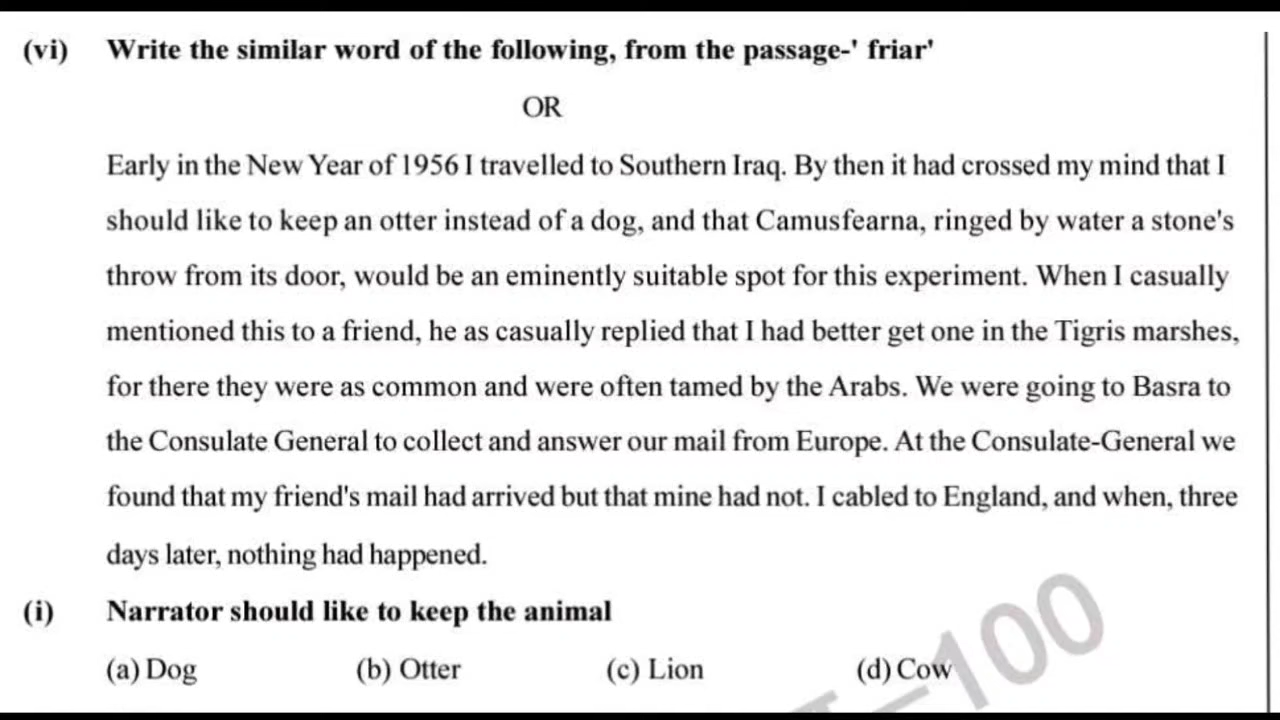 (vi) Write the similar word of the following, from the passage-' friar'
OR
Early in the New Year of 1956 I travelled to Southern Iraq. By then it had crossed my mind that I
should like to keep an otter instead of a dog, and that Camusfearna, ringed by water a stone's
throw from its door, would be an eminently suitable spot for this experiment. When I casually
mentioned this to a friend, he as casually replied that I had better get one in the Tigris marshes,
for there they were as common and were often tamed by the Arabs. We were going to Basra to
the Consulate General to collect and answer our mail from Europe. At the Consulate-General we
found that my friend's mail had arrived but that mine had not. I cabled to England, and when, three
days later, nothing had happened.
(i) Narrator should like to keep the animal
(a) Dog (b) Otter (c) Lion (d) Cow
–100